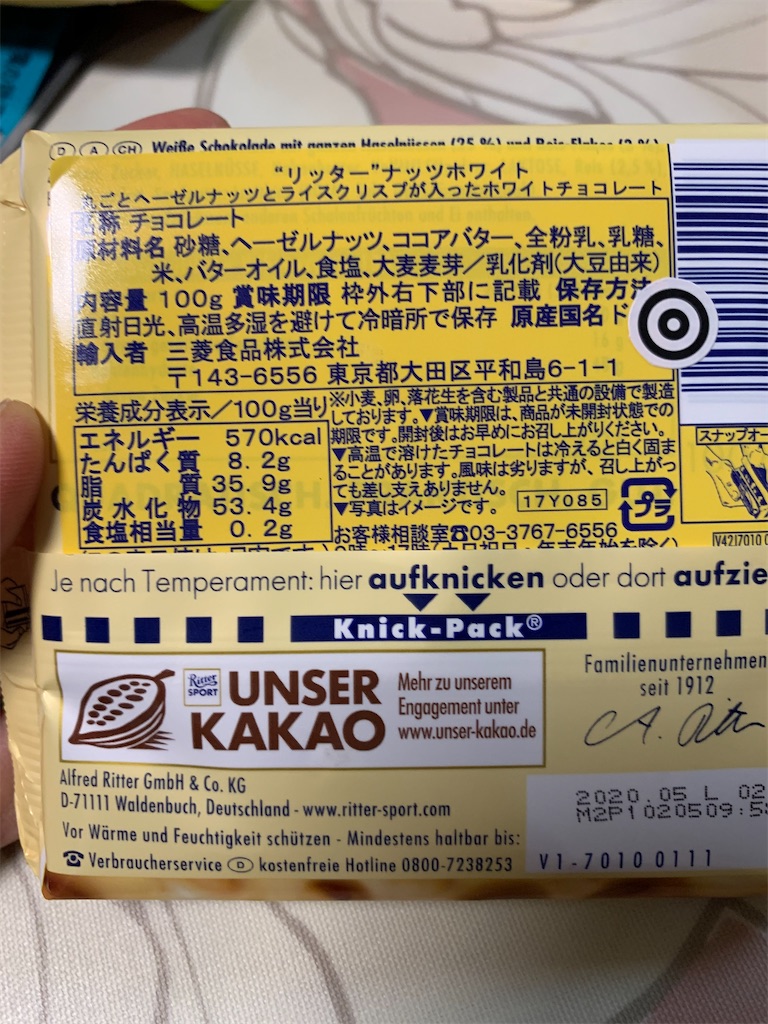 D A CH Weiße Schokolade mit ganzen Haselnüssen (25 %) und Reis-Flakes
"リッター"ナッツホワイト
丸ごとヘーゼルナッツとライスクリスプが入ったホワイトチョコレート
名称 チョコレート
原材料名 砂糖、ヘーゼルナッツ、ココアバター、全粉乳、乳糖、
米、バターオイル、食塩、大麦麦芽／乳化剤(大豆由来)
内容量 100g 賞味期限 枠外右下部に記載 保存方法
直射日光、高温多湿を避けて冷暗所で保存 原産国名 ド
輸入者 三菱食品株式会社
〒143-6556 東京都大田区平和島6-1-1
栄養成分表示／100g当り
エネルギー 570kcal
たんぱく質 8.2g
脂質 35.9g
炭水化物 53.4g
食塩相当量 0.2g
※小麦、卵、落花生を含む製品と共通の設備で製造
しております。▼賞味期限は、商品が未開封状態での
期限です。開封後はお早めにお召し上がりください。
▼高温で溶けたチョコレートは冷えると白く固ま
ることがあります。風味は劣りますが、召し上がっ
ても差し支えありません。
▼写真はイメージです。 17Y085
プラ
お客様相談室☎03-3767-6556
スナップオー
V4217010
Je nach Temperament: hier aufknicken oder dort aufzie
Knick-Pack®
Ritter SPORT
UNSER KAKAO
Mehr zu unserem
Engagement unter
www.unser-kakao.de
Familienunternehmen
seit 1912
Alfred Ritter GmbH & Co. KG
D-71111 Waldenbuch, Deutschland - www.ritter-sport.com
Vor Wärme und Feuchtigkeit schützen - Mindestens haltbar bis:
☎ Verbraucherservice D kostenfreie Hotline 0800-7238253
2020.05 L 02
M2P1020509:5
V1-7010 0111